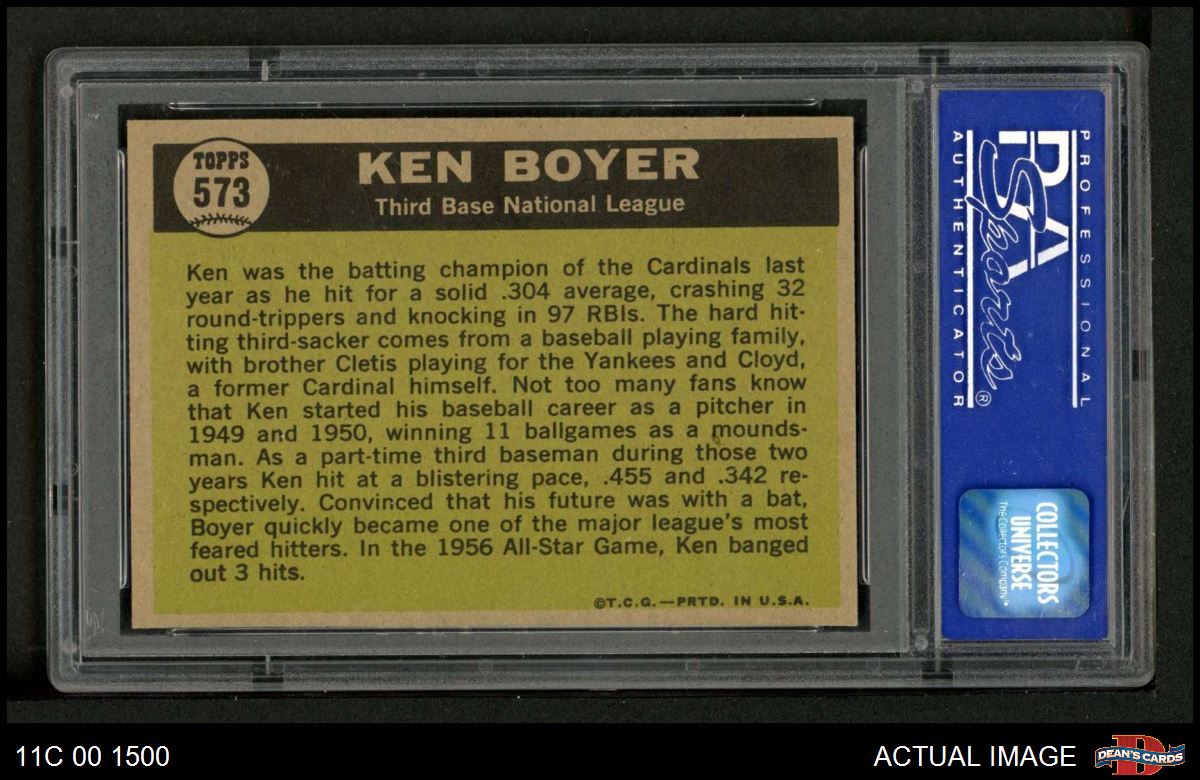 TOPPS
573
KEN BOYER
Third Base National League
Ken was the batting champion of the Cardinals last
year as he hit for a solid .304 average, crashing 32
round-trippers and knocking in 97 RBIs. The hard hit-
ting third-sacker comes from a baseball playing family,
with brother Cletis playing for the Yankees and Cloyd,
a former Cardinal himself. Not too many fans know
that Ken started his baseball career as a pitcher in
1949 and 1950, winning 11 ballgames as a mounds-
man. As a part-time third baseman during those two
years Ken hit at a blistering pace, .455 and .342 re-
spectively. Convinced that his future was with a bat,
Boyer quickly became one of the major league's most
feared hitters. In the 1956 All-Star Game, Ken banged
out 3 hits.
©T.C.G.—PRTD. IN U.S.A.
PROFESSIONAL
PSA
Sports®
AUTHENTICATOR
COLLECTORS
UNIVERSE
The Collectors Company™
11C 00 1500
ACTUAL IMAGE
D
DEAN'S CARDS